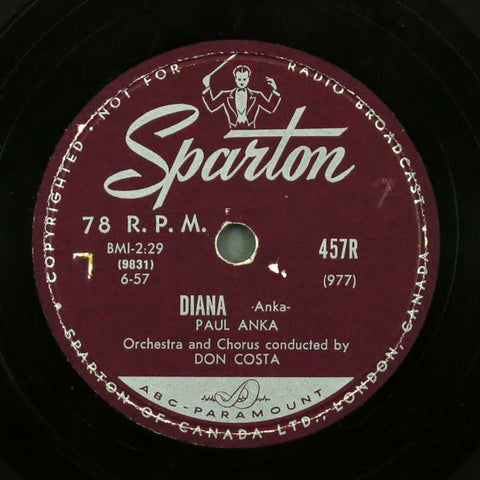 COPYRIGHTED · NOT FOR RADIO BROADCAST
Sparton
78 R. P. M.
BMI-2:29
(9831)
6-57
457R
(977)
DIANA -Anka-
PAUL ANKA
Orchestra and Chorus conducted by
DON COSTA
ABC-PARAMOUNT
SPARTON OF CANADA LTD., LONDON, CANADA